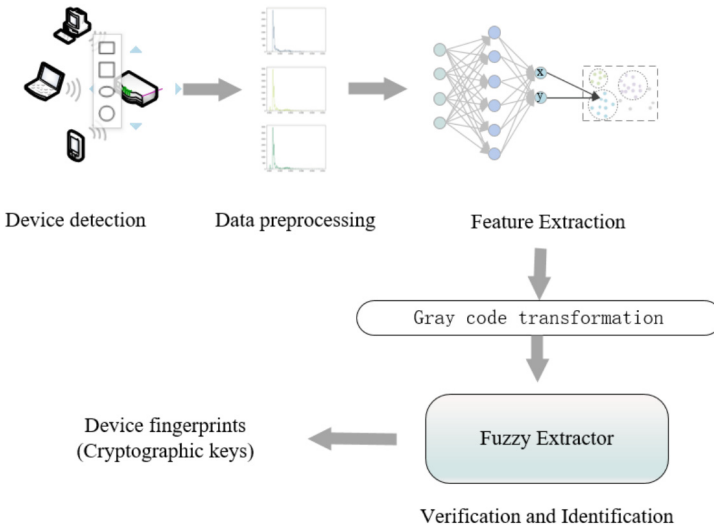 x
y
Device detection
Data preprocessing
Feature Extraction
Gray code transformation
Fuzzy Extractor
Device fingerprints
(Cryptographic keys)
Verification and Identification